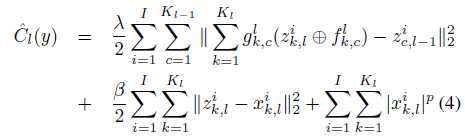 Ĉ_l(y) = λ/2 ∑_{i=1}^{I} ∑_{c=1}^{K_{l-1}} ‖ ∑_{k=1}^{K_l} g^l_{k,c}(z^i_{k,l} ⊕ f^l_{k,c}) − z^i_{c,l−1}‖^2_2
+ β/2 ∑_{i=1}^{I} ∑_{k=1}^{K_l} ‖z^i_{k,l} − x^i_{k,l}‖^2_2 + ∑_{i=1}^{I} ∑_{k=1}^{K_l} |x^i_{k,l}|^p (4)